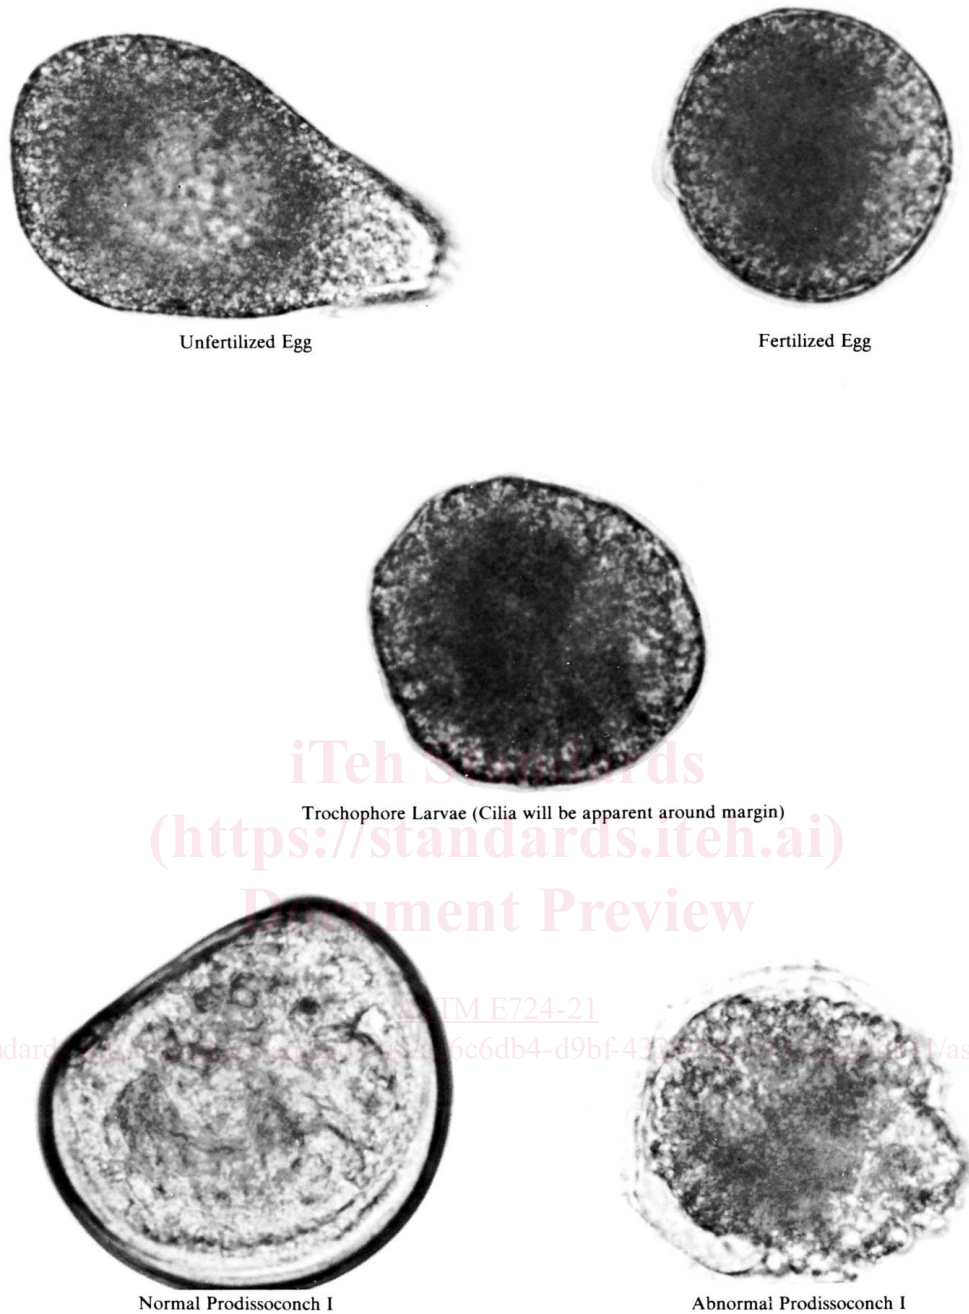 Unfertilized Egg
Fertilized Egg
iTeh Standards
Trochophore Larvae (Cilia will be apparent around margin)
(https://standards.iteh.ai)
Document Preview
ASTM E724-21
Normal Prodissoconch I
Abnormal Prodissoconch I